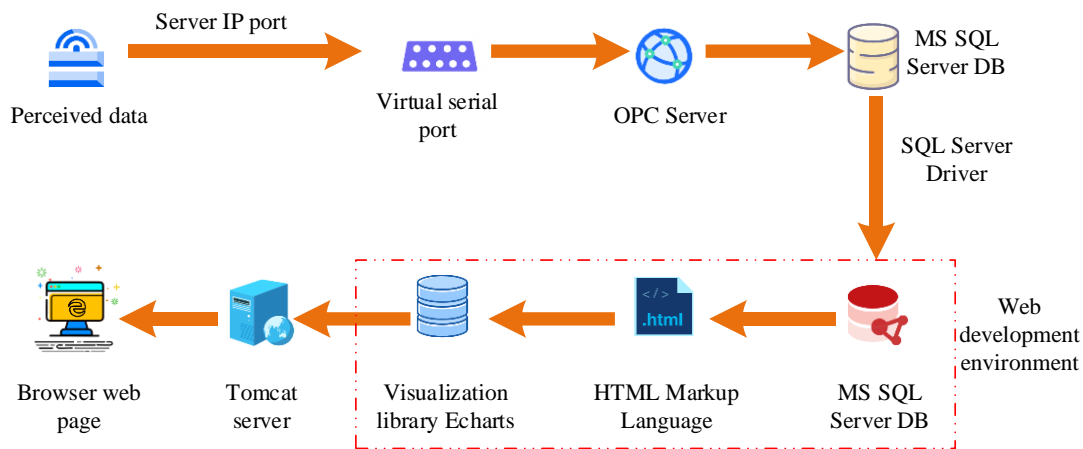 Server IP port
MS SQL
Server DB
Perceived data
Virtual serial
port
OPC Server
SQL Server
Driver
</>
.html
Web
development
environment
Browser web
page
Tomcat
server
Visualization
library Echarts
HTML Markup
Language
MS SQL
Server DB